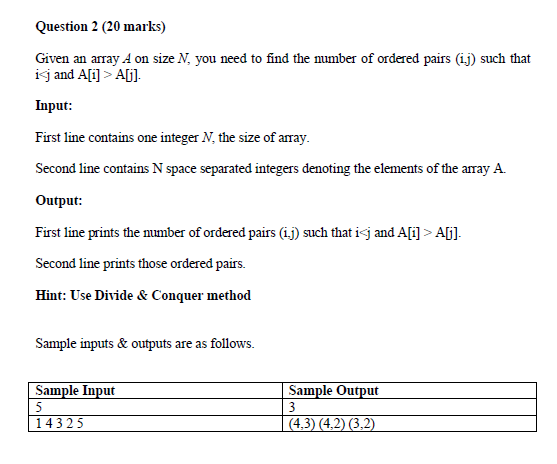 Question 2 (20 marks)
Given an array A on size N, you need to find the number of ordered pairs (i,j) such that
i<j and A[i] > A[j].
Input:
First line contains one integer N, the size of array.
Second line contains N space separated integers denoting the elements of the array A.
Output:
First line prints the number of ordered pairs (i,j) such that i<j and A[i] > A[j].
Second line prints those ordered pairs.
Hint: Use Divide & Conquer method
Sample inputs & outputs are as follows.
Sample Input Sample Output
5 3
1 4 3 2 5 (4,3) (4,2) (3,2)